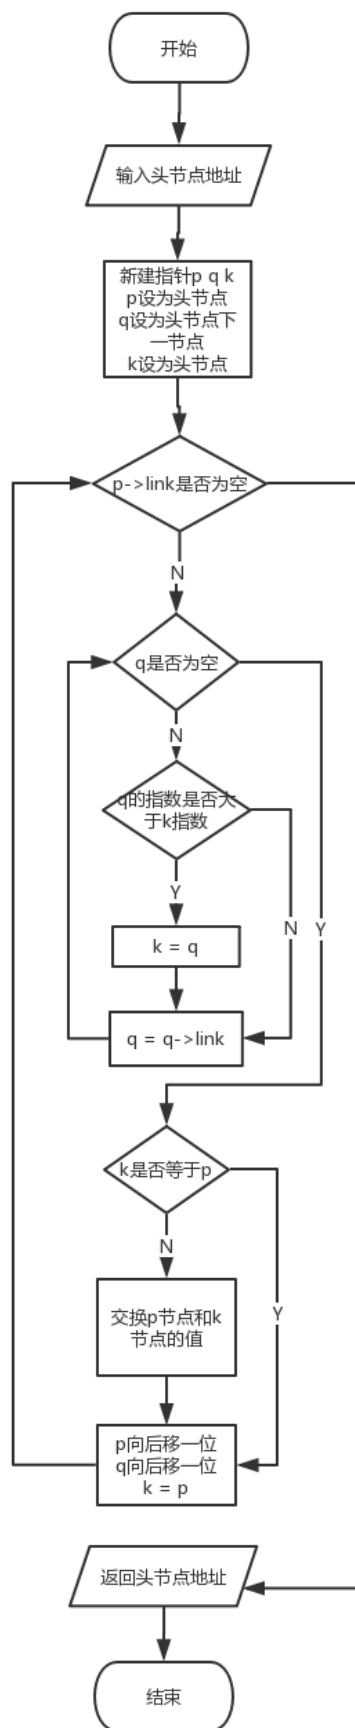 开始
输入头节点地址
新建指针p q k
p设为头节点
q设为头节点下
一节点
k设为头节点
p->link是否为空
N
q是否为空
N
q的指数是否大
于k指数
Y
N
Y
k = q
q = q->link
k是否等于p
N
Y
交换p节点和k
节点的值
p向后移一位
q向后移一位
k = p
返回头节点地址
结束